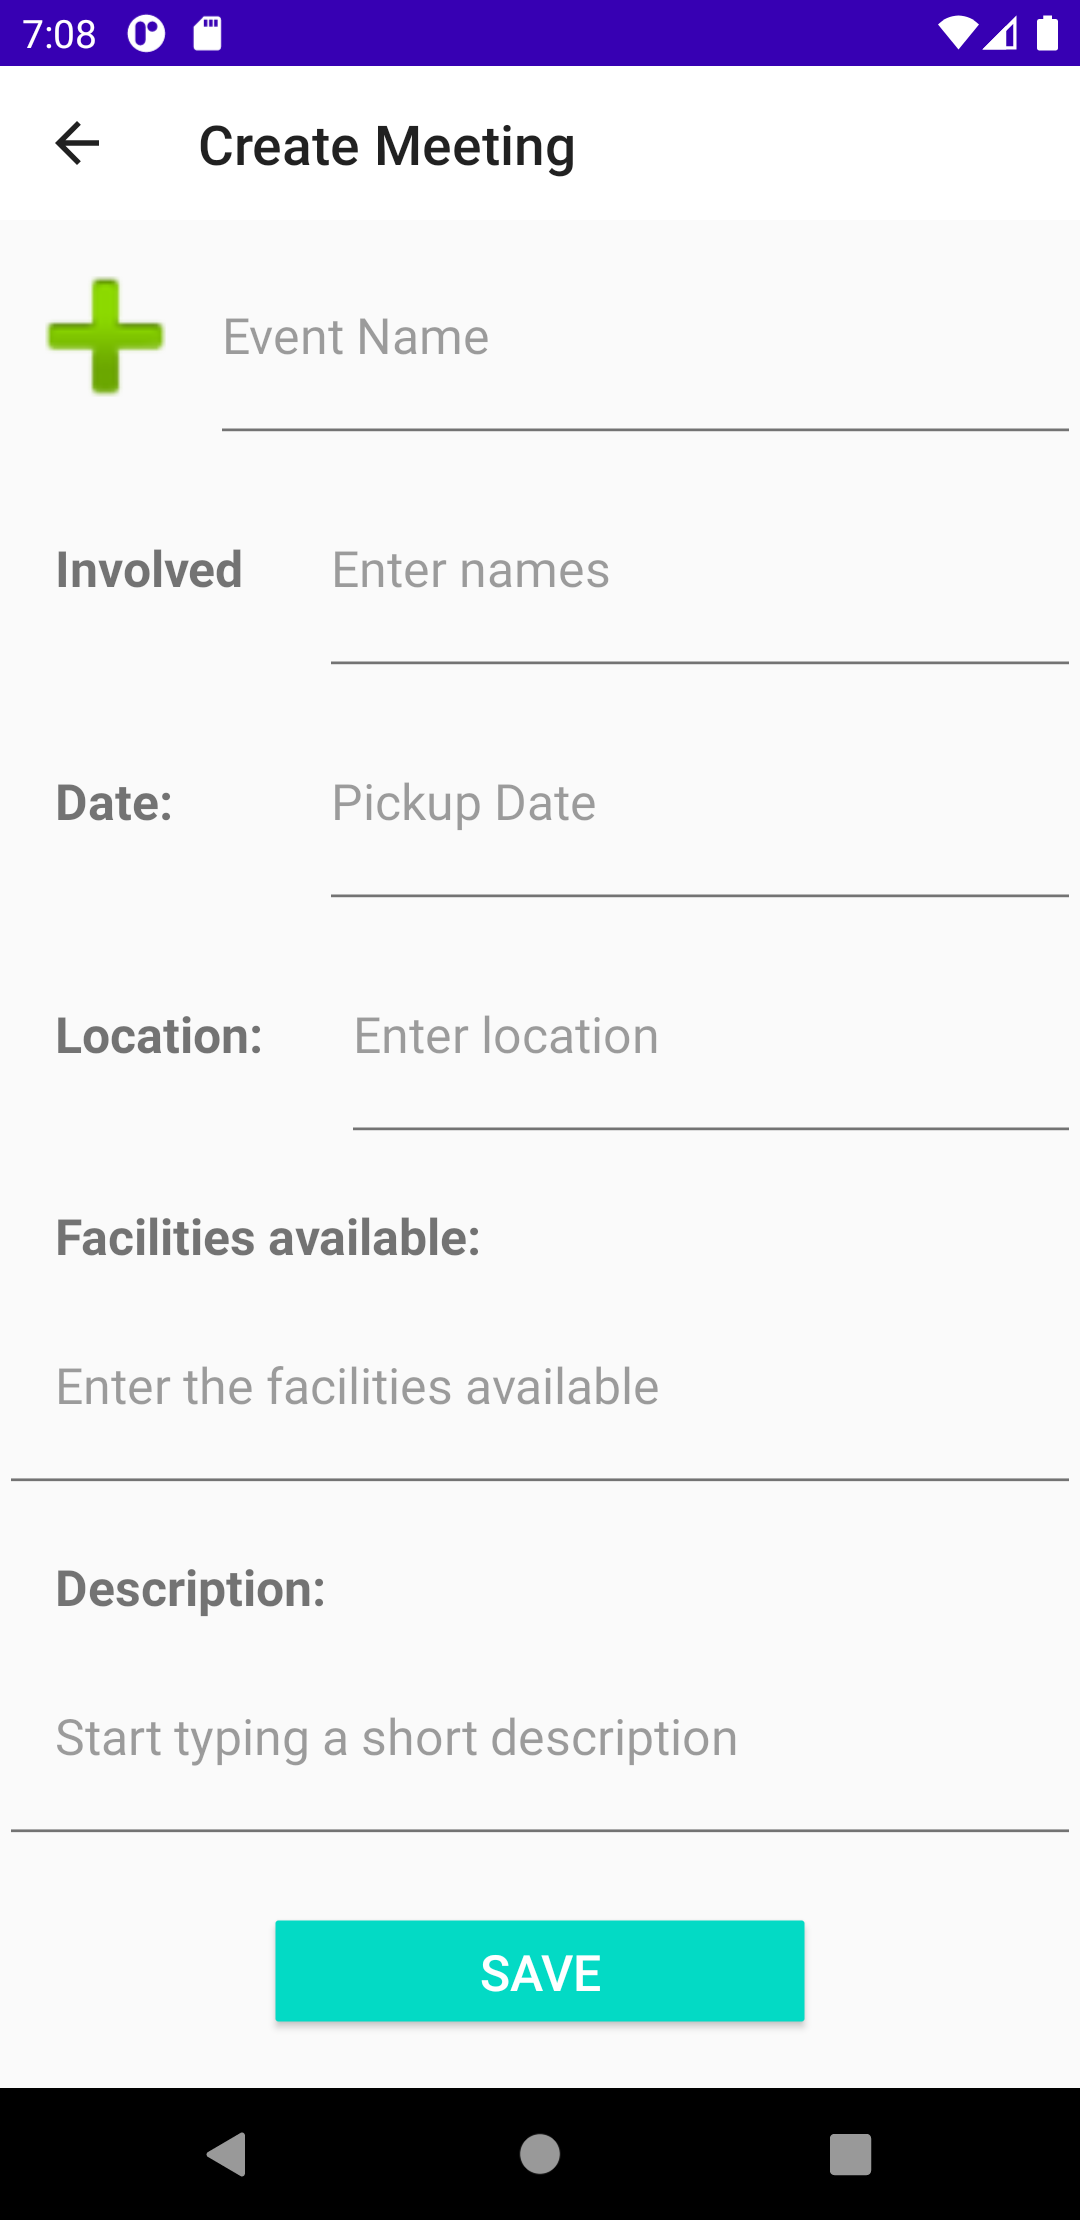 7:08
Create Meeting
Event Name
Involved
Enter names
Date:
Pickup Date
Location:
Enter location
Facilities available:
Enter the facilities available
Description:
Start typing a short description
SAVE